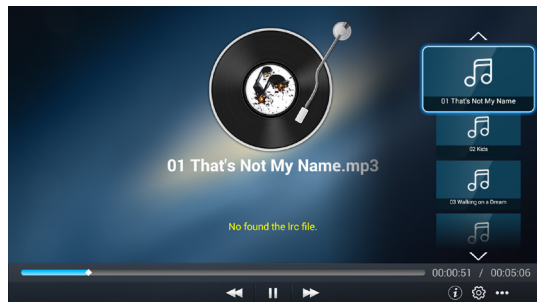 01 That's Not My Name
02 Kids
03 Walking on a Dream
01 That's Not My Name.mp3
No found the lrc file.
00:00:51 / 00:05:06